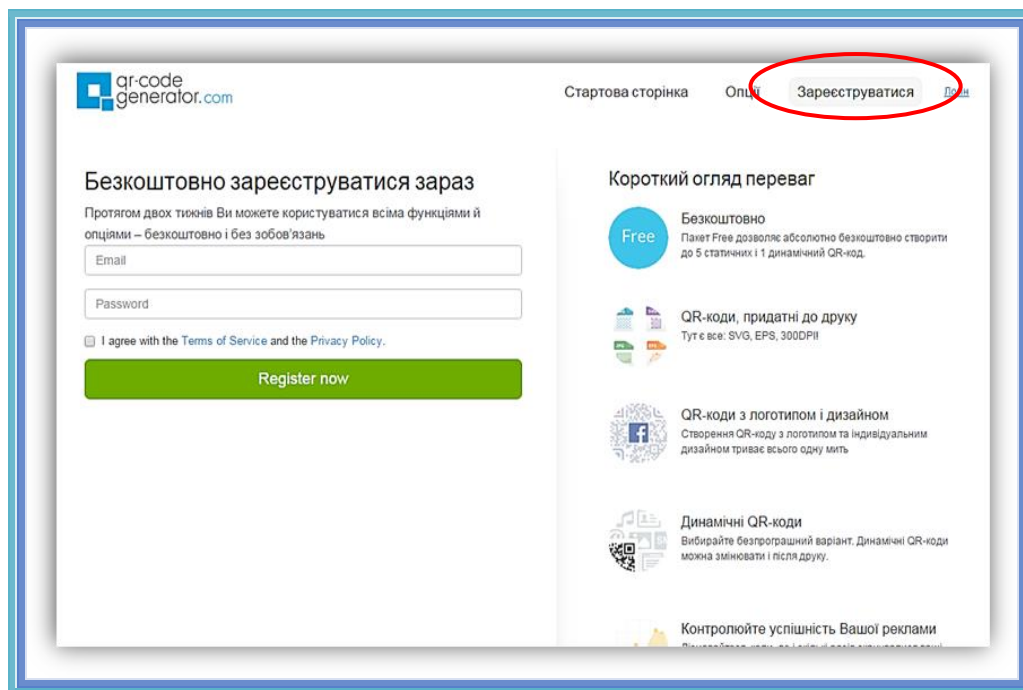 qr-code
generator.com
Стартова сторінка Опції Зареєструватися Логін
Безкоштовно зареєструватися зараз
Протягом двох тижнів Ви можете користуватися всіма функціями й
опціями – безкоштовно і без зобов'язань
Email
Password
I agree with the Terms of Service and the Privacy Policy.
Register now
Короткий огляд переваг
Free
Безкоштовно
Пакет Free дозволяє абсолютно безкоштовно створити
до 5 статичних і 1 динамічний QR-код.
QR-коди, придатні до друку
Тут є все: SVG, EPS, 300DPI!
QR-коди з логотипом і дизайном
Створення QR-коду з логотипом та індивідуальним
дизайном триває всього одну мить
Динамічні QR-коди
Вибирайте безпрограшний варіант. Динамічні QR-коди
можна змінювати і після друку.
Контролюйте успішність Вашої реклами